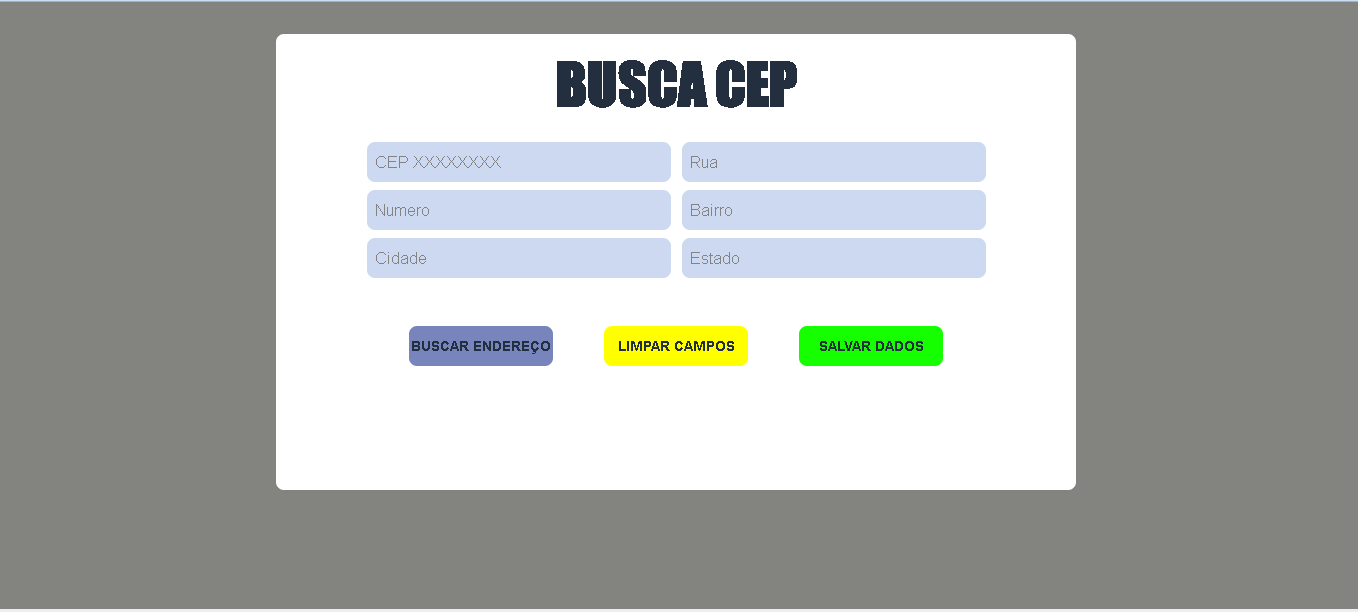 BUSCA CEP
CEP XXXXXXXX
Rua
Numero
Bairro
Cidade
Estado
BUSCAR ENDEREÇO
LIMPAR CAMPOS
SALVAR DADOS